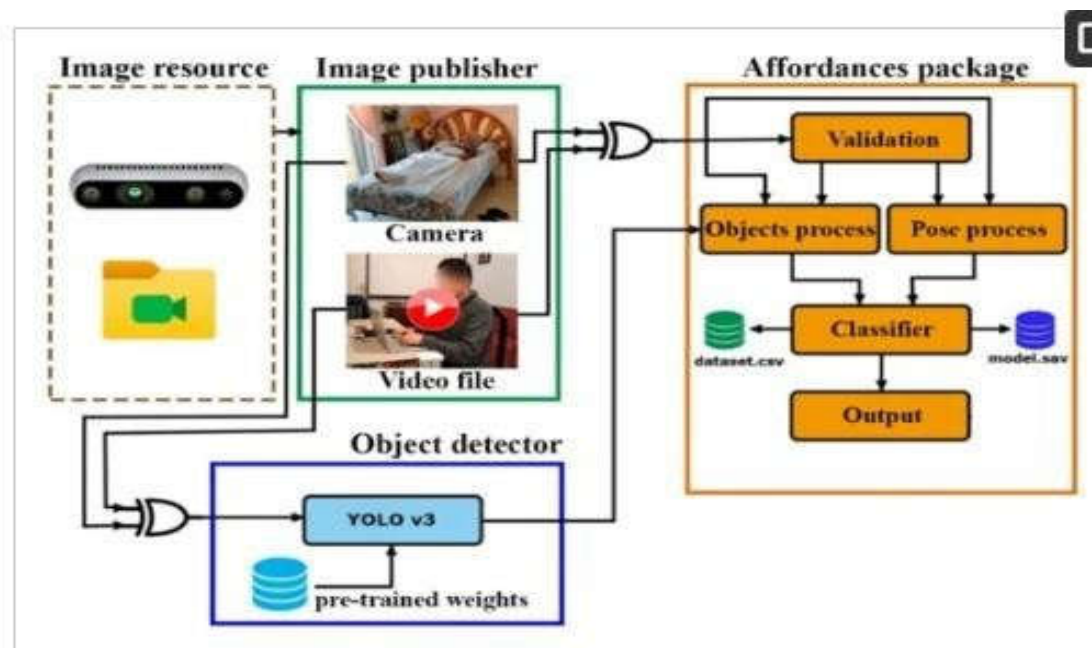 Image resource
Image publisher
Affordances package
Validation
Camera
Objects process
Pose process
Video file
Classifier
dataset.csv
model.sav
Output
Object detector
YOLO v3
pre-trained weights